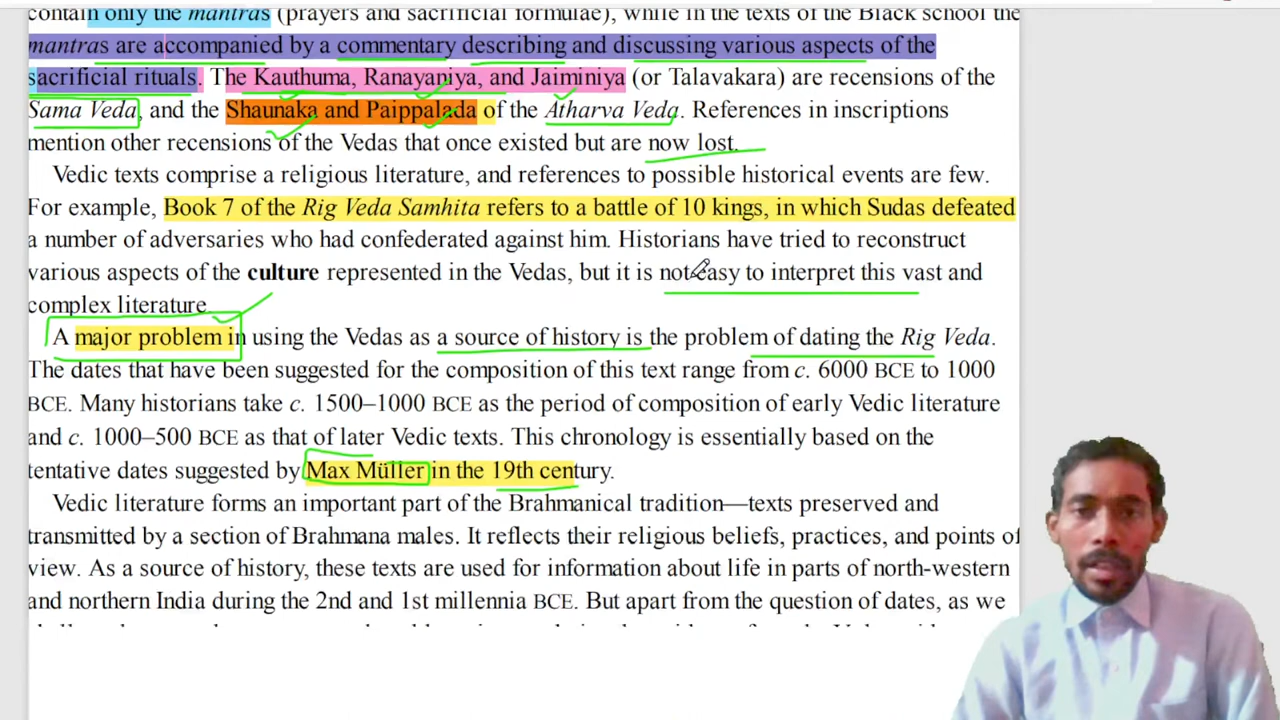 contain only the mantras (prayers and sacrificial formulae), while in the texts of the Black school the
mantras are accompanied by a commentary describing and discussing various aspects of the
sacrificial rituals. The Kauthuma, Ranayaniya, and Jaiminiya (or Talavakara) are recensions of the
Sama Veda, and the Shaunaka and Paippalada of the Atharva Veda. References in inscriptions
mention other recensions of the Vedas that once existed but are now lost.
Vedic texts comprise a religious literature, and references to possible historical events are few.
For example, Book 7 of the Rig Veda Samhita refers to a battle of 10 kings, in which Sudas defeated
a number of adversaries who had confederated against him. Historians have tried to reconstruct
various aspects of the culture represented in the Vedas, but it is not easy to interpret this vast and
complex literature.
A major problem in using the Vedas as a source of history is the problem of dating the Rig Veda.
The dates that have been suggested for the composition of this text range from c. 6000 BCE to 1000
BCE. Many historians take c. 1500–1000 BCE as the period of composition of early Vedic literature
and c. 1000–500 BCE as that of later Vedic texts. This chronology is essentially based on the
tentative dates suggested by Max Müller in the 19th century.
Vedic literature forms an important part of the Brahmanical tradition—texts preserved and
transmitted by a section of Brahmana males. It reflects their religious beliefs, practices, and points of
view. As a source of history, these texts are used for information about life in parts of north-western
and northern India during the 2nd and 1st millennia BCE. But apart from the question of dates, as we